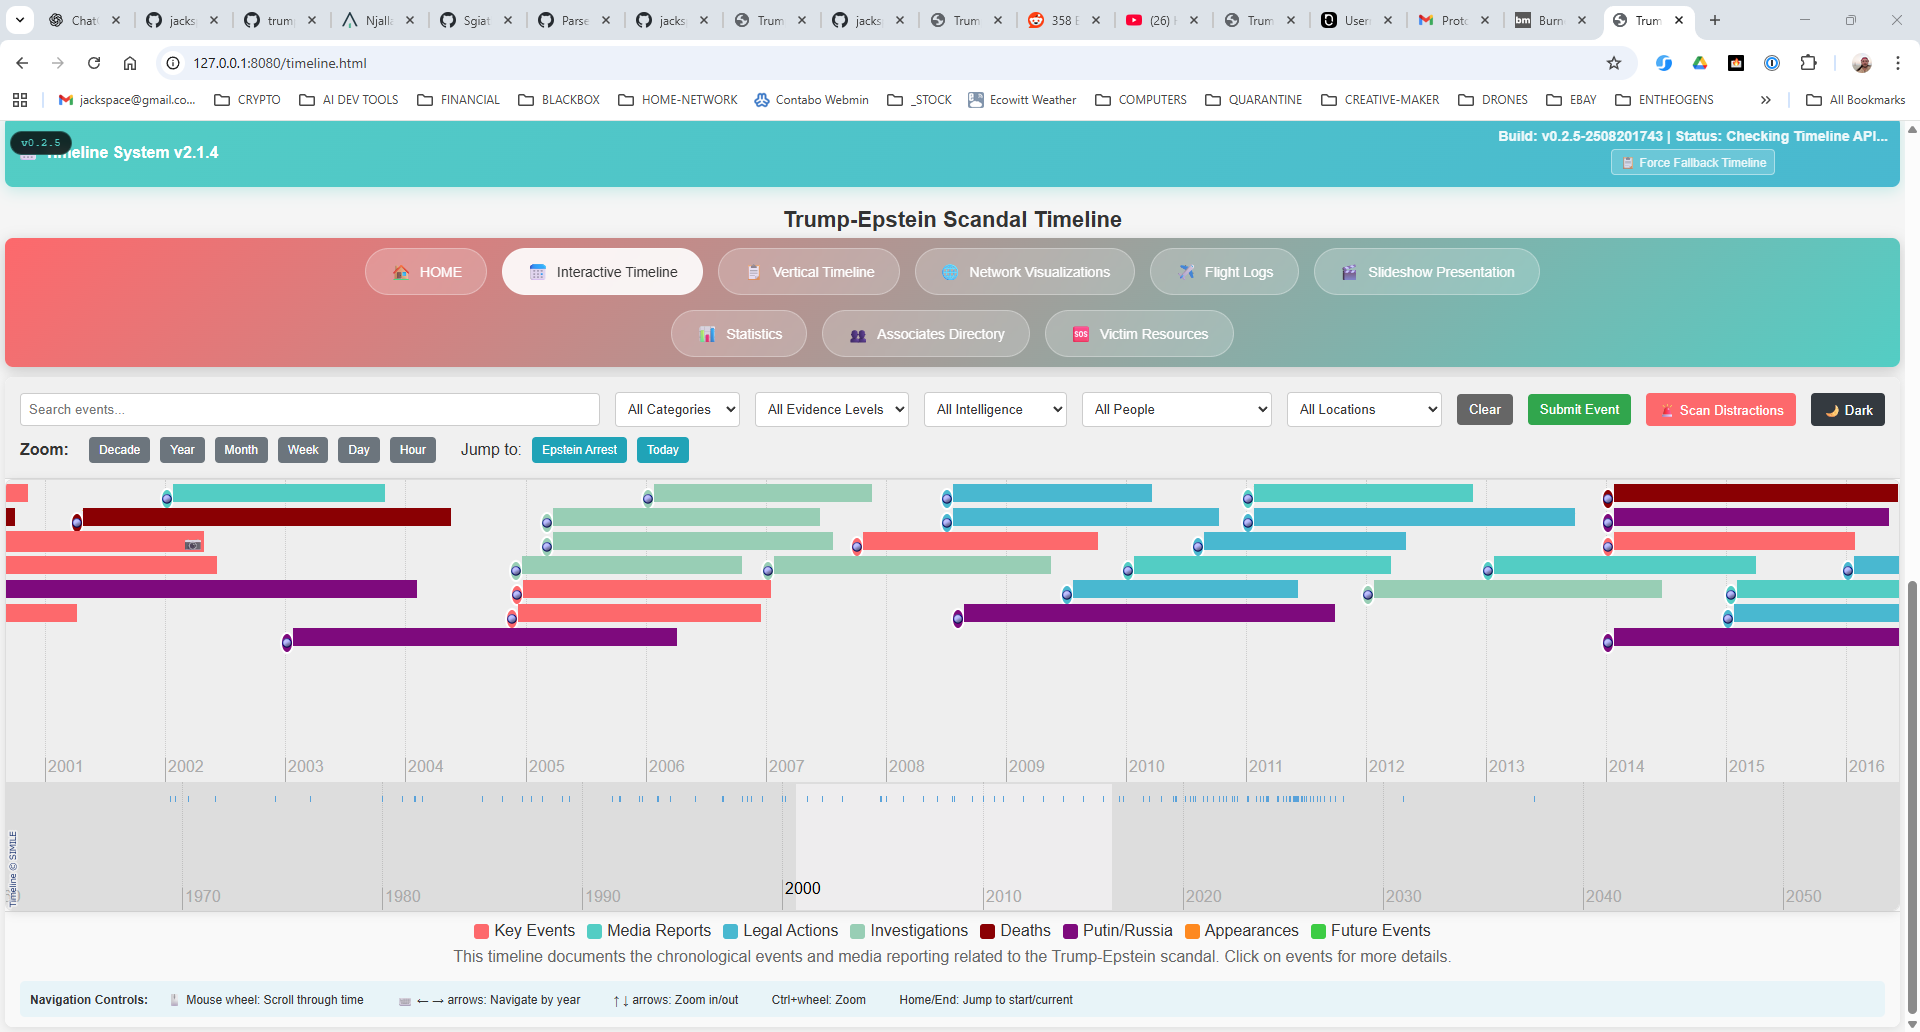 Chat
jacks
trump
Njalla
Sgiat
Parse
jacks
Trum
jacks
Trum
358 E
(26)
Trum
User
Proto
Burn
Trum
127.0.0.1:8080/timeline.html
jackspace@gmail.co...
CRYPTO
AI DEV TOOLS
FINANCIAL
BLACKBOX
HOME-NETWORK
Contabo Webmin
_STOCK
Ecowitt Weather
COMPUTERS
QUARANTINE
CREATIVE-MAKER
DRONES
EBAY
ENTHEOGENS
All Bookmarks
v0.2.5
Timeline System v2.1.4
Build: v0.2.5-2508201743 | Status: Checking Timeline API...
Force Fallback Timeline
Trump-Epstein Scandal Timeline
HOME
Interactive Timeline
Vertical Timeline
Network Visualizations
Flight Logs
Slideshow Presentation
Statistics
Associates Directory
SOS Victim Resources
Search events...
All Categories
All Evidence Levels
All Intelligence
All People
All Locations
Clear
Submit Event
Scan Distractions
Dark
Zoom:
Decade
Year
Month
Week
Day
Hour
Jump to:
Epstein Arrest
Today
2001
2002
2003
2004
2005
2006
2007
2008
2009
2010
2011
2012
2013
2014
2015
2016
Timeline © SIMILE
1970
1980
1990
2000
2010
2020
2030
2040
2050
Key Events
Media Reports
Legal Actions
Investigations
Deaths
Putin/Russia
Appearances
Future Events
This timeline documents the chronological events and media reporting related to the Trump-Epstein scandal. Click on events for more details.
Navigation Controls:
Mouse wheel: Scroll through time
←→ arrows: Navigate by year
↑↓ arrows: Zoom in/out
Ctrl+wheel: Zoom
Home/End: Jump to start/current